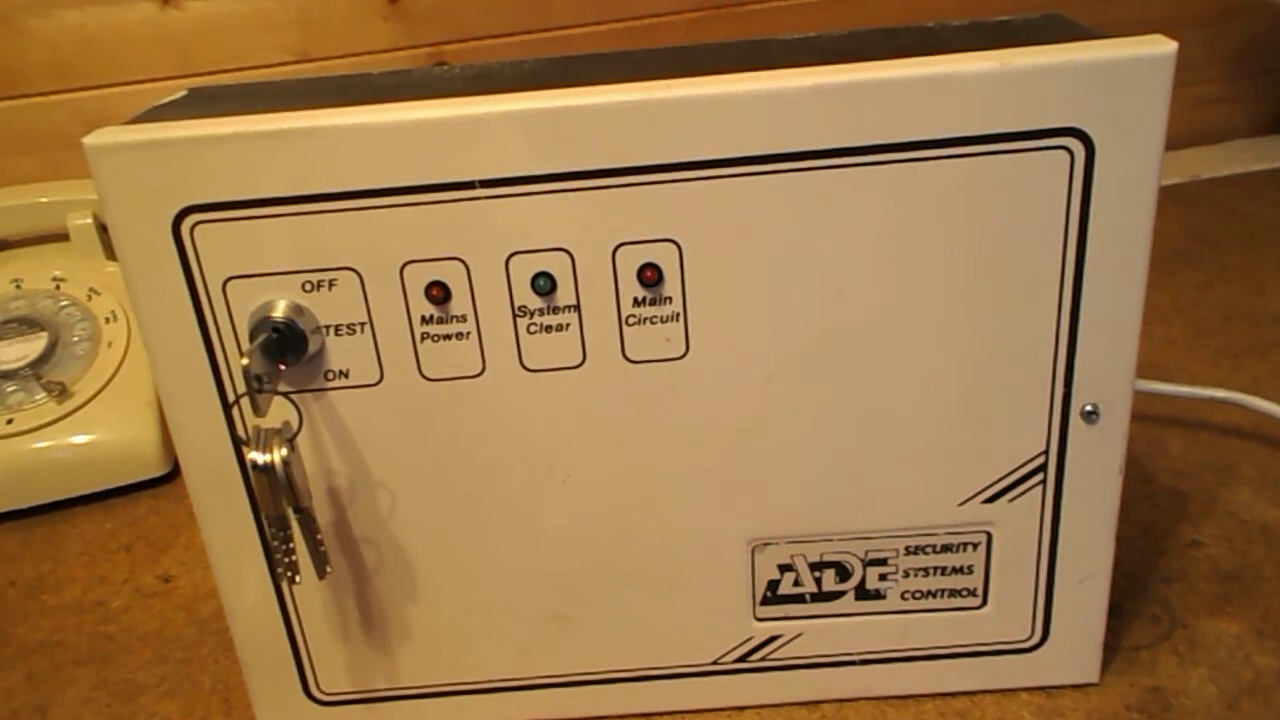 OFF
TEST
ON
Mains
Power
System
Clear
Main
Circuit
ADE
SECURITY
SYSTEMS
CONTROL